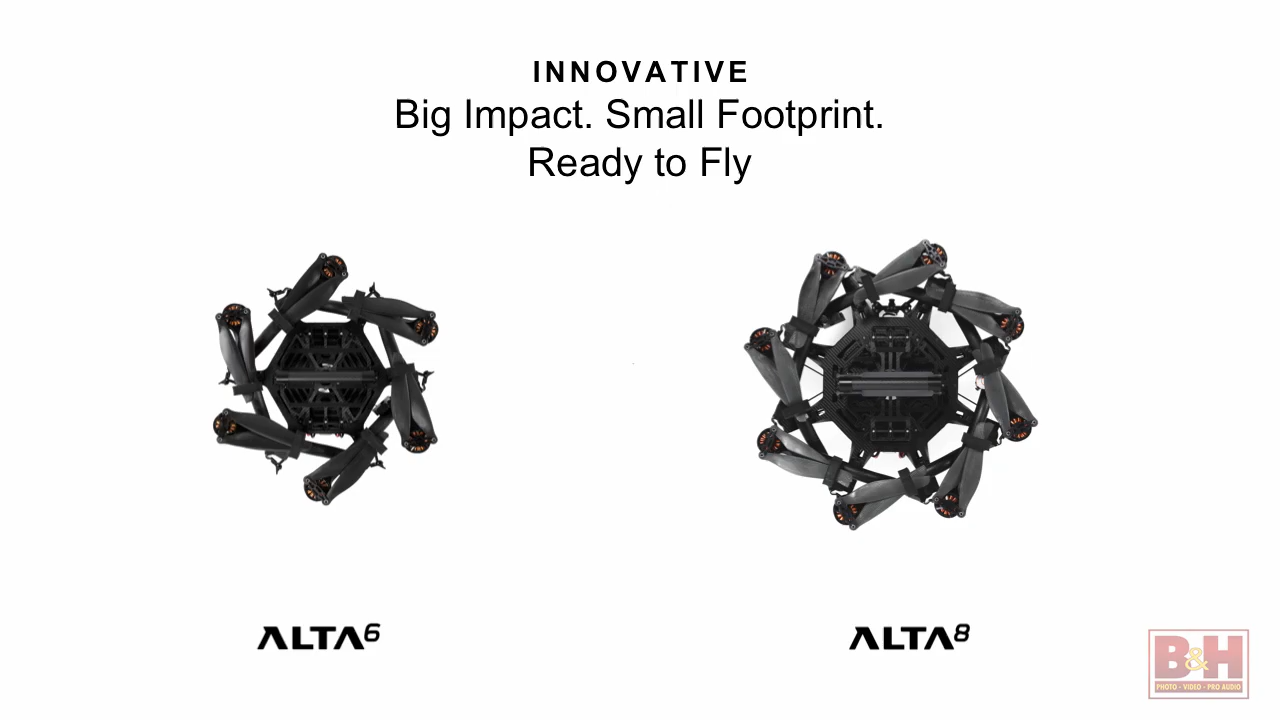 INNOVATIVE
Big Impact. Small Footprint.
Ready to Fly
ALTA6
ALTA8
B&H
PHOTO - VIDEO - PRO AUDIO